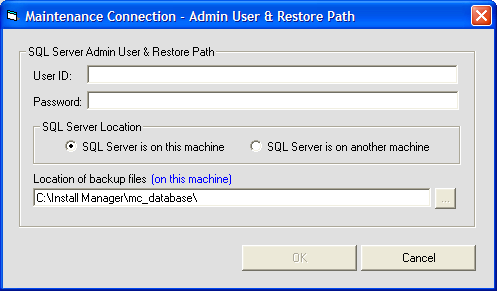 Maintenance Connection - Admin User & Restore Path
SQL Server Admin User & Restore Path
User ID:
Password:
SQL Server Location
SQL Server is on this machine SQL Server is on another machine
Location of backup files (on this machine)
C:\Install Manager\mc_database\ ...
OK Cancel